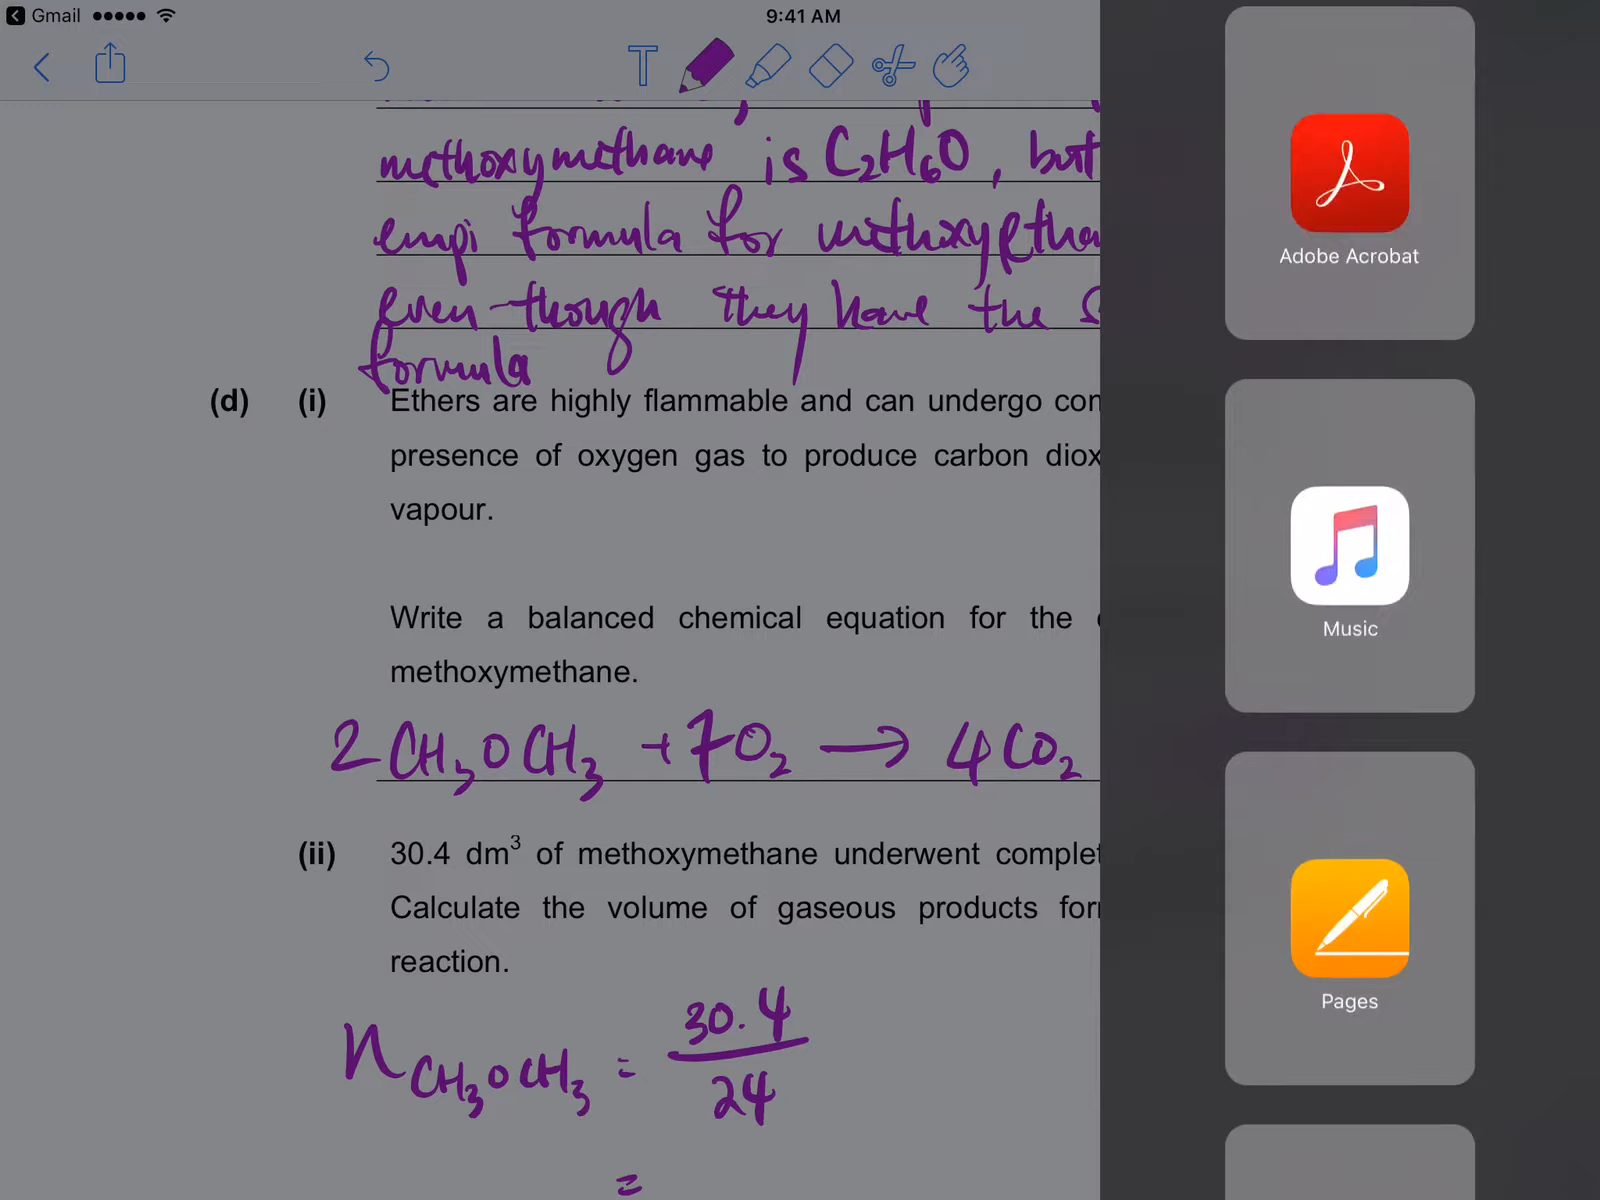 Gmail
9:41 AM
T
methoxymethane is C₂H₆O, but
empi formula for methoxyetha
even though they have the s
formula
(d) (i) Ethers are highly flammable and can undergo com
presence of oxygen gas to produce carbon diox
vapour.
Write a balanced chemical equation for the
methoxymethane.
2CH₃OCH₃ + 7O₂ → 4CO₂
(ii) 30.4 dm³ of methoxymethane underwent complet
Calculate the volume of gaseous products for
reaction.
n CH₃OCH₃ = 30.4
24
=
Adobe Acrobat
Music
Pages